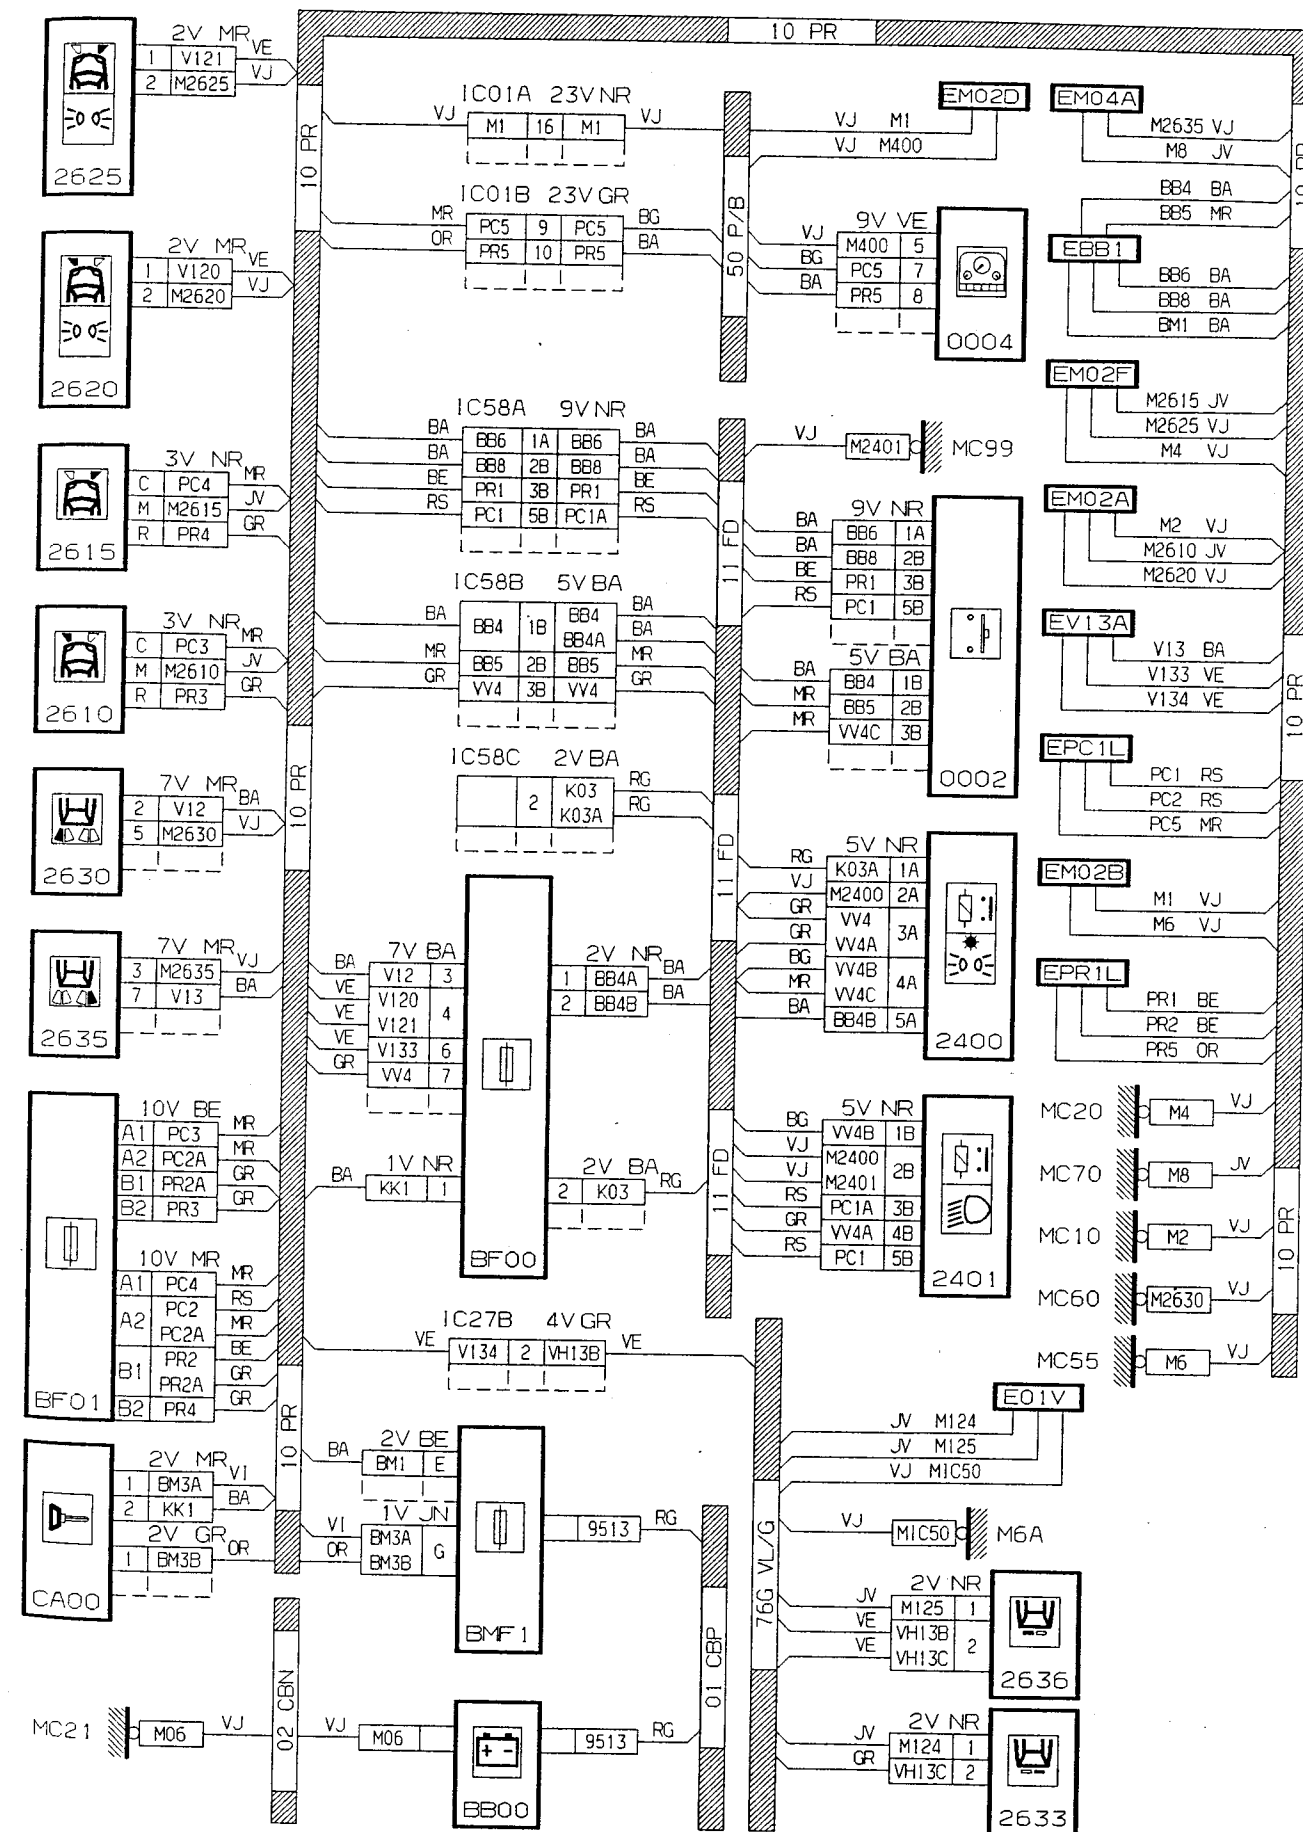 10 PR
2V MR
1 V121 VE
2 M2625 VJ
2625
2V MR
1 V120 VE
2 M2620 VJ
2620
3V NR
C PC4 MR
M M2615 JV
R PR4 GR
2615
3V NR
C PC3 MR
M M2610 JV
R PR3 GR
2610
7V MR
2 V12 BA
5 M2630 VJ
2630
7V MR
3 M2635 VJ
7 V13 BA
2635
10V BE
A1 PC3 MR
A2 PC2A MR
B1 PR2A GR
B2 PR3 GR
10V MR
A1 PC4 MR
A2 PC2 RS
PC2A MR
B1 PR2 BE
PR2A GR
B2 PR4 GR
BF01
2V MR
1 BM3A VI
2 KK1 BA
2V GR
1 BM3B OR
CA00
MC21 M06 VJ
10 PR
10 PR
10 PR
02 CBN
IC01A 23V NR
VJ M1 16 M1 VJ
IC01B 23V GR
MR PC5 9 PC5 BG
OR PR5 10 PR5 BA
IC58A 9V NR
BA BB6 1A BB6 BA
BA BB8 2B BB8 BA
BE PR1 3B PR1 BE
RS PC1 5B PC1A RS
IC58B 5V BA
BA BB4 1B BB4 BA
BB4A BA
MR BB5 2B BB5 MR
GR VV4 3B VV4 GR
IC58C 2V BA
2 K03 RG
K03A RG
7V BA
BA V12 3
VE V120 4
VE V121
VE V133 6
GR VV4 7
2V NR
1 BB4A BA
2 BB4B BA
1V NR
BA KK1 1
2V BA
2 K03 RG
BF00
IC27B 4V GR
VE V134 2 VH13B VE
2V BE
BA BM1 E
1V JN
VI BM3A G
OR BM3B
9513 RG
BMF1
VJ M06
9513 RG
BB00
50 P/B
11 FD
11 FD
11 FD
01 CBP
76G VL/G
EM02D
VJ M1
VJ M400
9V VE
VJ M400 5
BG PC5 7
BA PR5 8
0004
VJ M2401 MC99
9V NR
BA BB6 1A
BA BB8 2B
BE PR1 3B
RS PC1 5B
5V BA
BA BB4 1B
MR BB5 2B
MR VV4C 3B
0002
5V NR
RG K03A 1A
VJ M2400 2A
GR VV4 3A
GR VV4A
BG VV4B 4A
MR VV4C
BA BB4B 5A
2400
5V NR
BG VV4B 1B
VJ M2400 2B
VJ M2401
RS PC1A 3B
GR VV4A 4B
RS PC1 5B
2401
E01V
JV M124
JV M125
VJ MIC50
VJ MIC50 M6A
2V NR
JV M125 1
VE VH13B 2
VE VH13C
2636
2V NR
JV M124 1
GR VH13C 2
2633
EM04A
M2635 VJ
M8 JV
BB4 BA
BB5 MR
EBB1
BB6 BA
BB8 BA
BM1 BA
EM02F
M2615 JV
M2625 VJ
M4 VJ
EM02A
M2 VJ
M2610 JV
M2620 VJ
EV13A
V13 BA
V133 VE
V134 VE
EPC1L
PC1 RS
PC2 RS
PC5 MR
EM02B
M1 VJ
M6 VJ
EPR1L
PR1 BE
PR2 BE
PR5 OR
MC20 M4 VJ
MC70 M8 JV
MC10 M2 VJ
MC60 M2630 VJ
MC55 M6 VJ
10 PR
10 PR
10 PR